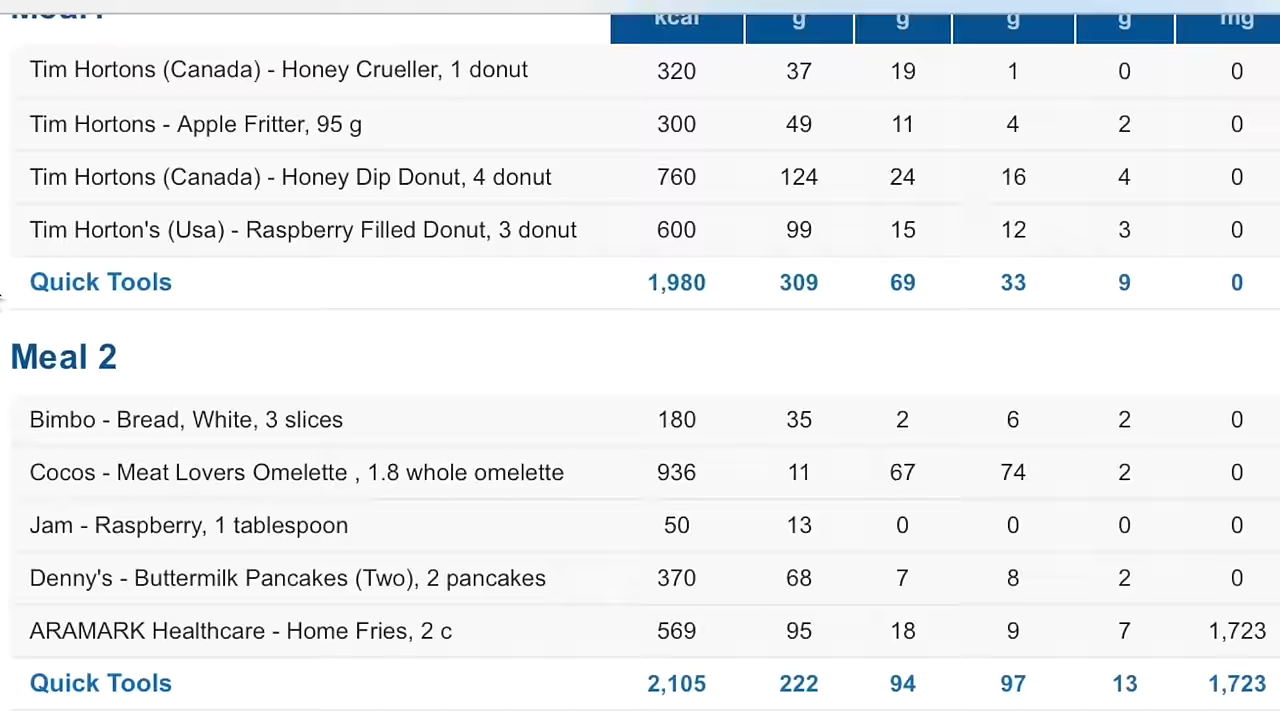 Meal 1
kcal g g g g mg
Tim Hortons (Canada) - Honey Crueller, 1 donut 320 37 19 1 0 0
Tim Hortons - Apple Fritter, 95 g 300 49 11 4 2 0
Tim Hortons (Canada) - Honey Dip Donut, 4 donut 760 124 24 16 4 0
Tim Horton's (Usa) - Raspberry Filled Donut, 3 donut 600 99 15 12 3 0
Quick Tools 1,980 309 69 33 9 0
Meal 2
Bimbo - Bread, White, 3 slices 180 35 2 6 2 0
Cocos - Meat Lovers Omelette , 1.8 whole omelette 936 11 67 74 2 0
Jam - Raspberry, 1 tablespoon 50 13 0 0 0 0
Denny's - Buttermilk Pancakes (Two), 2 pancakes 370 68 7 8 2 0
ARAMARK Healthcare - Home Fries, 2 c 569 95 18 9 7 1,723
Quick Tools 2,105 222 94 97 13 1,723